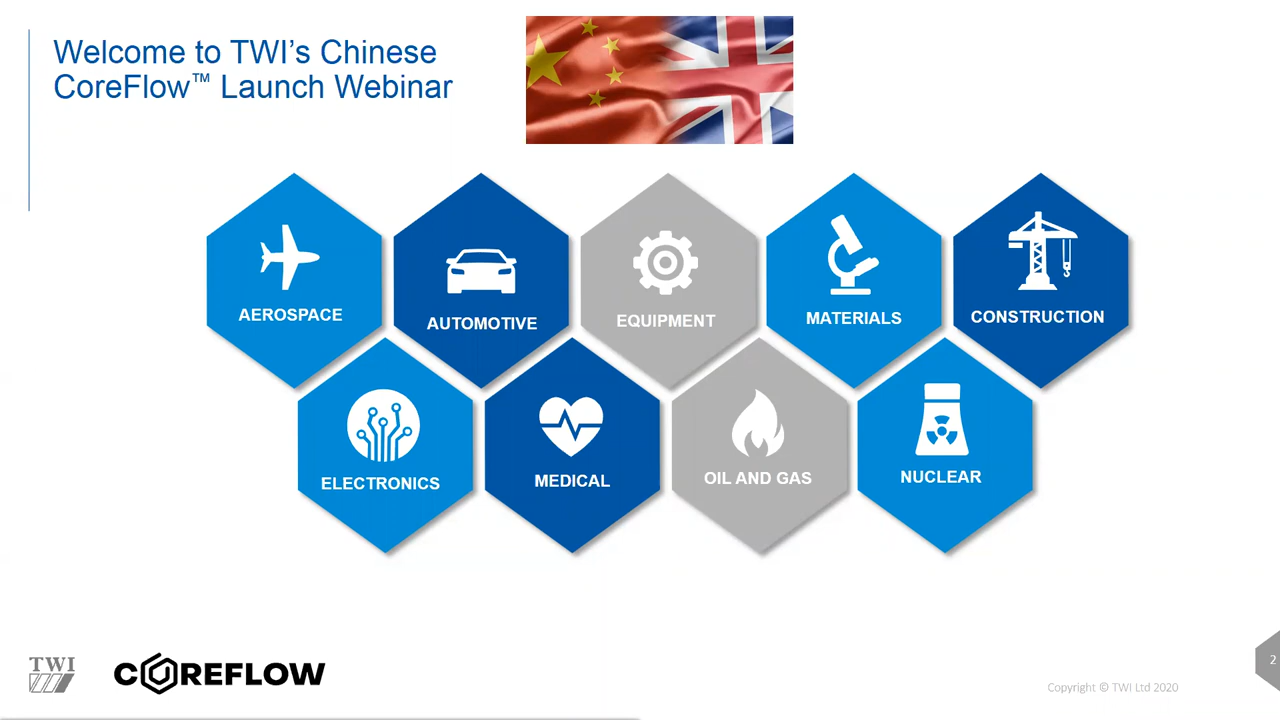 Welcome to TWI’s Chinese
CoreFlow™ Launch Webinar
AEROSPACE
AUTOMOTIVE
EQUIPMENT
MATERIALS
CONSTRUCTION
ELECTRONICS
MEDICAL
OIL AND GAS
NUCLEAR
TWI
COREFLOW
Copyright © TWI Ltd 2020
2